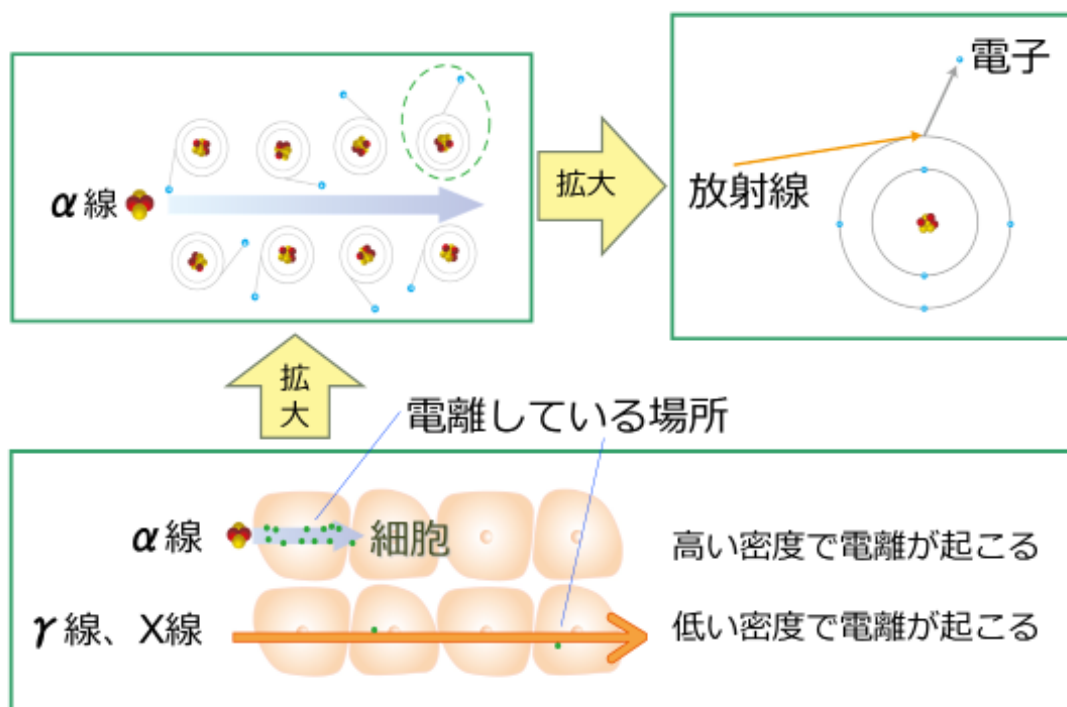 α線
拡大
電子
放射線
拡
大
電離している場所
α線
細胞
高い密度で電離が起こる
γ線、X線
低い密度で電離が起こる